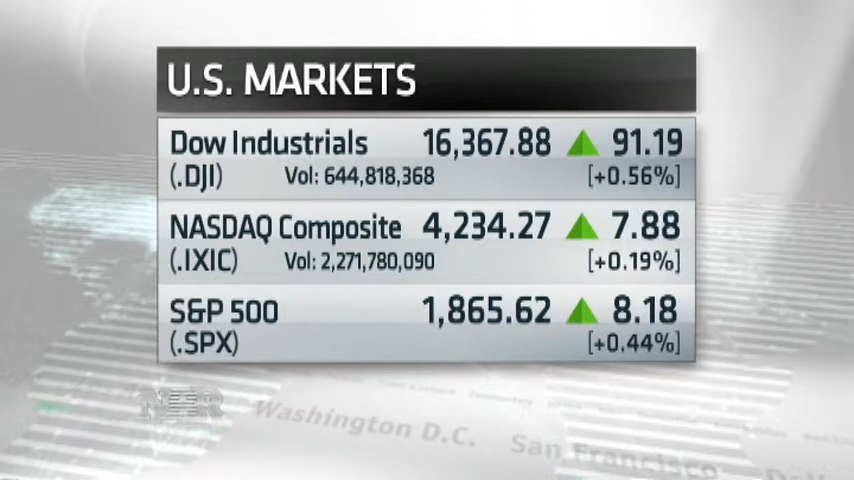 U.S. MARKETS
Dow Industrials 16,367.88 ▲ 91.19
(.DJI) Vol: 644,818,368 [+0.56%]
NASDAQ Composite 4,234.27 ▲ 7.88
(.IXIC) Vol: 2,271,780,090 [+0.19%]
S&P 500 1,865.62 ▲ 8.18
(.SPX) [+0.44%]
Washington D.C.
San Francisco